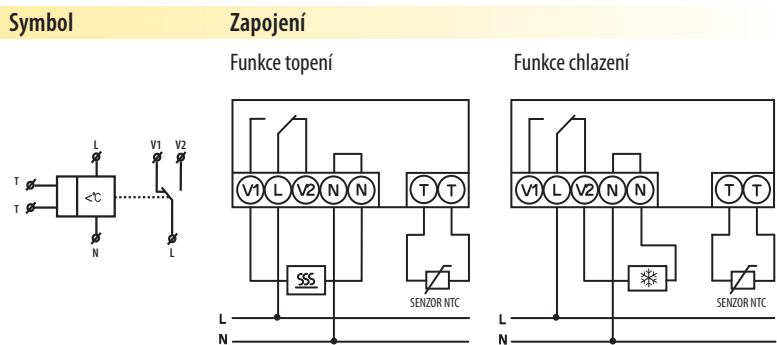 Symbol Zapojení
Funkce topení Funkce chlazení
L V1 V2
T
<°C
T
N L
V1 L V2 N N T T
V1 L V2 N N T T
SENZOR NTC SENZOR NTC
L L
N N